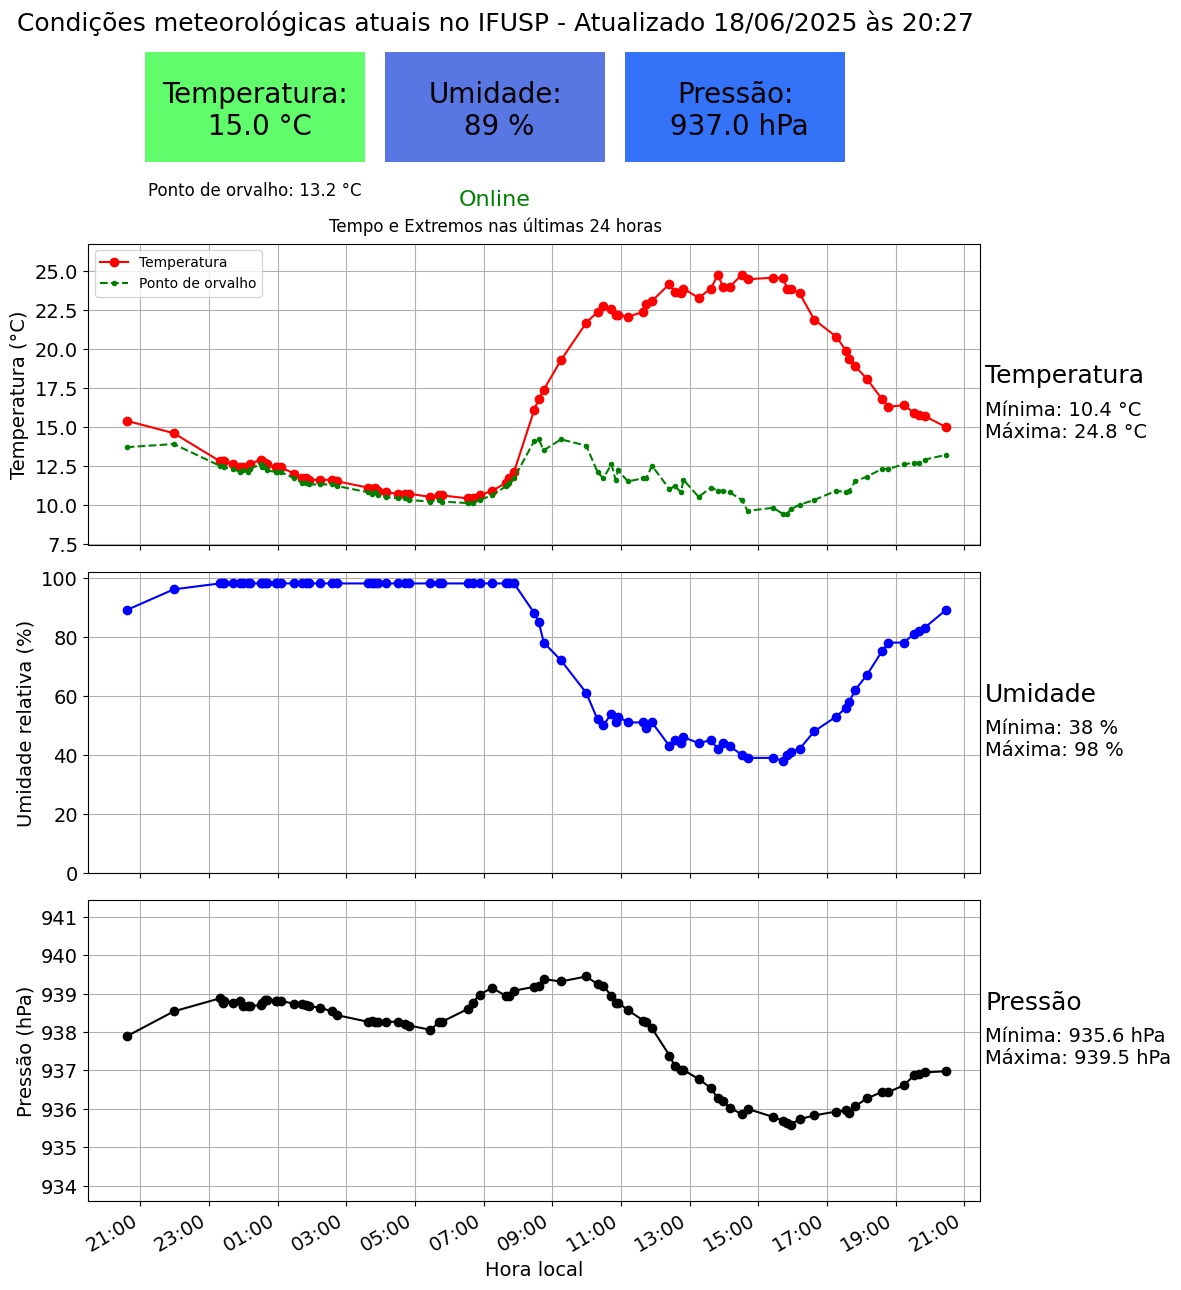 Condições meteorológicas atuais no IFUSP - Atualizado 18/06/2025 às 20:27
Temperatura:
15.0 °C
Umidade:
89 %
Pressão:
937.0 hPa
Ponto de orvalho: 13.2 °C
Online
Tempo e Extremos nas últimas 24 horas
Temperatura
Ponto de orvalho
Temperatura (°C)
25.0
22.5
20.0
17.5
15.0
12.5
10.0
7.5
Temperatura
Mínima: 10.4 °C
Máxima: 24.8 °C
Umidade relativa (%)
100
80
60
40
20
0
Umidade
Mínima: 38 %
Máxima: 98 %
Pressão (hPa)
941
940
939
938
937
936
935
934
Pressão
Mínima: 935.6 hPa
Máxima: 939.5 hPa
21:00 23:00 01:00 03:00 05:00 07:00 09:00 11:00 13:00 15:00 17:00 19:00 21:00
Hora local